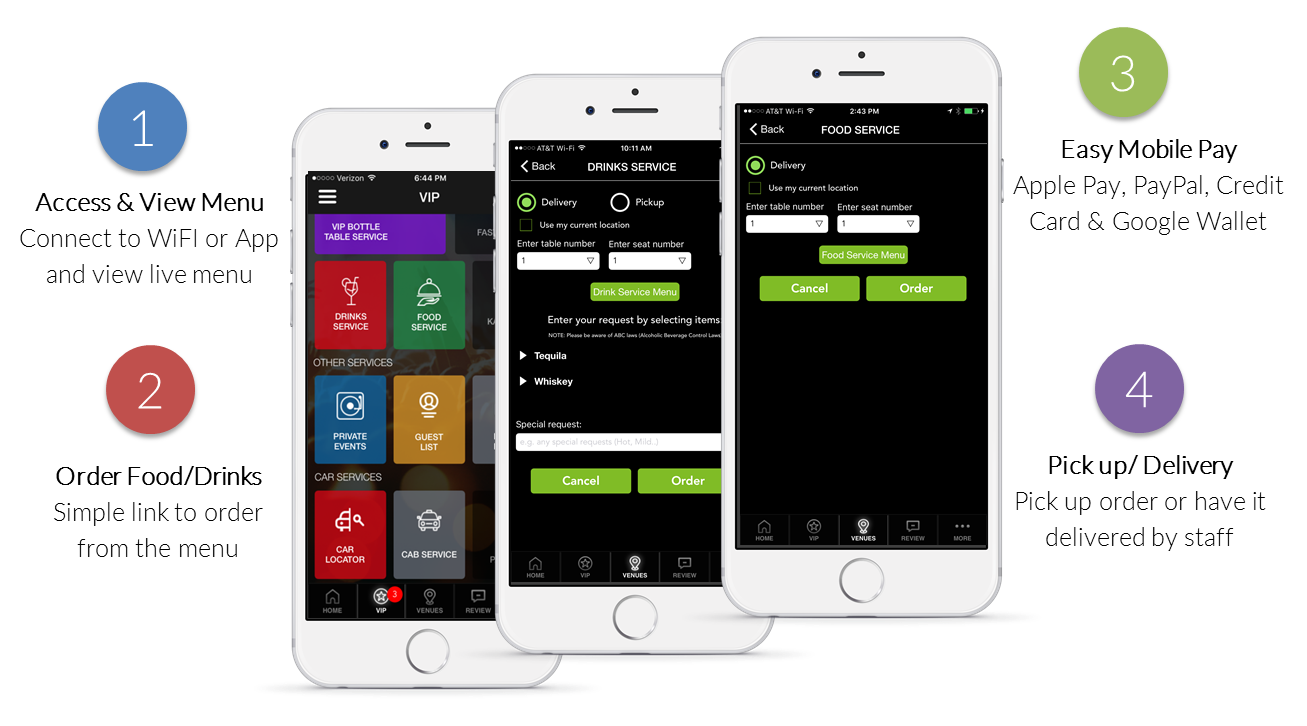 1
Access & View Menu
Connect to WiFI or App
and view live menu
2
Order Food/Drinks
Simple link to order
from the menu
Verizon
6:44 PM
VIP
VIP BOTTLE
TABLE SERVICE
DRINKS
SERVICE
FOOD
SERVICE
OTHER SERVICES
PRIVATE
EVENTS
GUEST
LIST
CAR SERVICES
CAR
LOCATOR
CAB SERVICE
3
HOME
VIP
VENUES
REVIEW
AT&T Wi-Fi
10:11 AM
Back
DRINKS SERVICE
Delivery
Pickup
Use my current location
Enter table number
Enter seat number
1
1
Drink Service Menu
Enter your request by selecting items
NOTE: Please be aware of ABC laws (Alcoholic Beverage Control Laws
Tequila
Whiskey
Special request:
e.g. any special requests (Hot, Mild..)
Cancel
Order
HOME
VIP
VENUES
REVIEW
AT&T Wi-Fi
2:43 PM
Back
FOOD SERVICE
Delivery
Use my current location
Enter table number
Enter seat number
1
1
Food Service Menu
Cancel
Order
HOME
VIP
VENUES
REVIEW
MORE
3
Easy Mobile Pay
Apple Pay, PayPal, Credit
Card & Google Wallet
4
Pick up/ Delivery
Pick up order or have it
delivered by staff